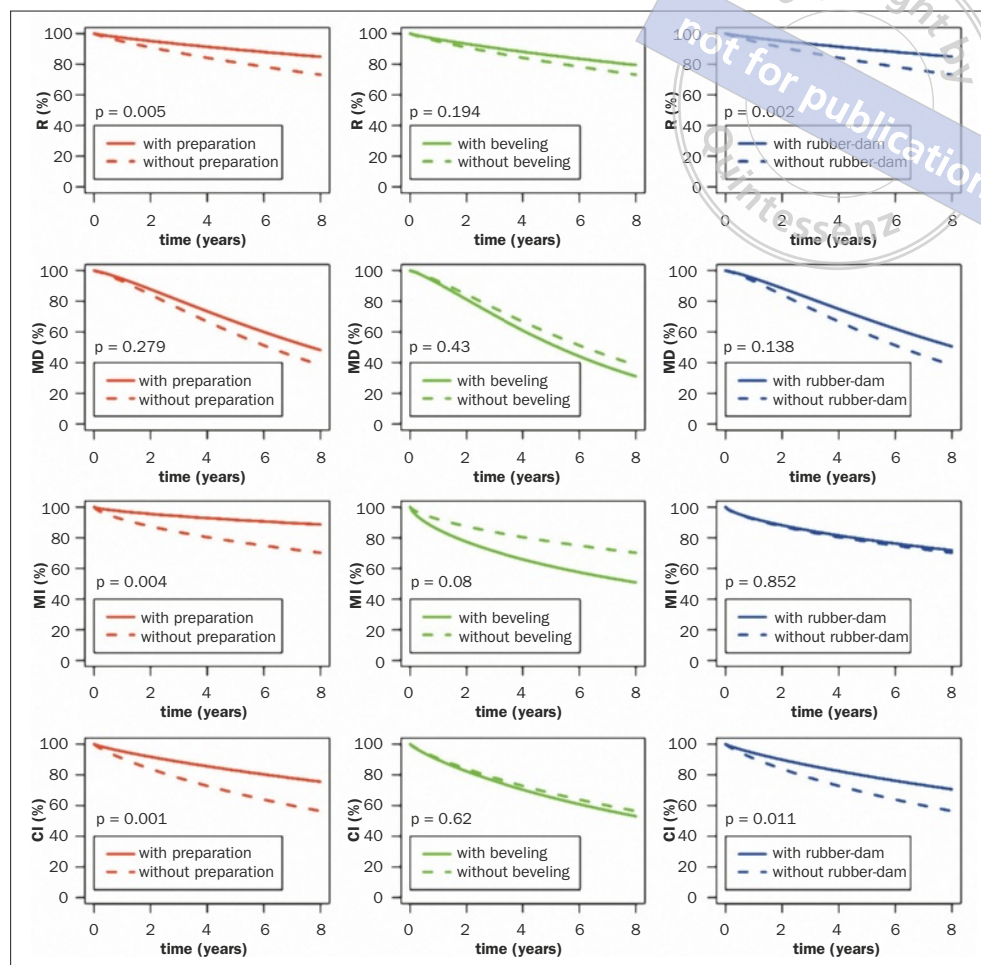 100
80
60
40
20
0
R (%)
p = 0.005
with preparation
without preparation
0 2 4 6 8
time (years)
100
80
60
40
20
0
R (%)
p = 0.194
with beveling
without beveling
0 2 4 6 8
time (years)
100
80
60
40
20
0
R (%)
p = 0.002
with rubber-dam
without rubber-dam
0 2 4 6 8
time (years)
by
not for publication
Quintessenz
100
80
60
40
20
0
MD (%)
p = 0.279
with preparation
without preparation
0 2 4 6 8
time (years)
100
80
60
40
20
0
MD (%)
p = 0.43
with beveling
without beveling
0 2 4 6 8
time (years)
100
80
60
40
20
0
MD (%)
p = 0.138
with rubber-dam
without rubber-dam
0 2 4 6 8
time (years)
100
80
60
40
20
0
MI (%)
p = 0.004
with preparation
without preparation
0 2 4 6 8
time (years)
100
80
60
40
20
0
MI (%)
p = 0.08
with beveling
without beveling
0 2 4 6 8
time (years)
100
80
60
40
20
0
MI (%)
p = 0.852
with rubber-dam
without rubber-dam
0 2 4 6 8
time (years)
100
80
60
40
20
0
CI (%)
p = 0.001
with preparation
without preparation
0 2 4 6 8
time (years)
100
80
60
40
20
0
CI (%)
p = 0.62
with beveling
without beveling
0 2 4 6 8
time (years)
100
80
60
40
20
0
CI (%)
p = 0.011
with rubber-dam
without rubber-dam
0 2 4 6 8
time (years)